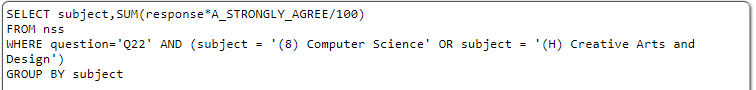 SELECT subject,SUM(response*A_STRONGLY_AGREE/100)
FROM nss
WHERE question='Q22' AND (subject = '(8) Computer Science' OR subject = '(H) Creative Arts and
Design')
GROUP BY subject